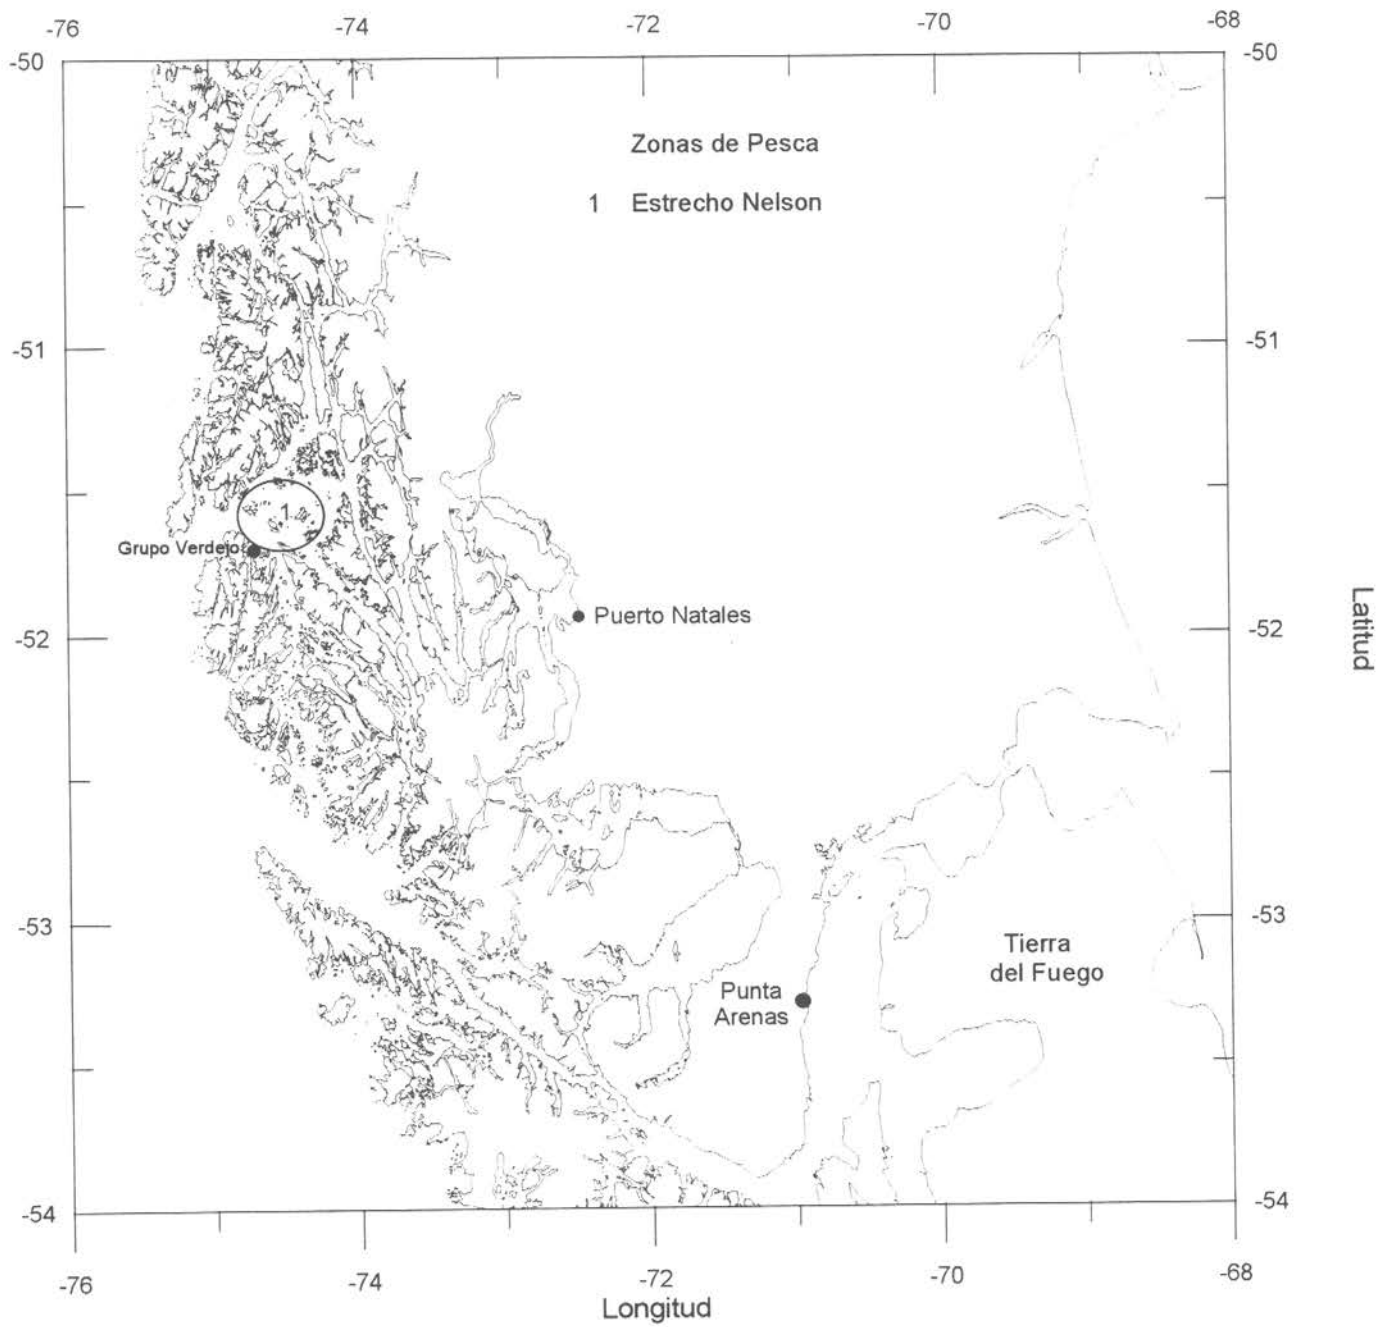 -76 -74 -72 -70 -68
-50 -50
Zonas de Pesca
1 Estrecho Nelson
-51 -51
1
Grupo Verdejo
Puerto Natales
-52 -52
Latitud
-53 -53
Tierra
del Fuego
Punta
Arenas
-54 -54
-76 -74 -72 -70 -68
Longitud